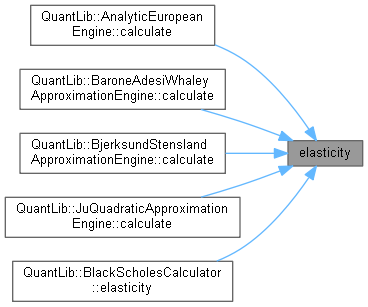 QuantLib::AnalyticEuropean
Engine::calculate
QuantLib::BaroneAdesiWhaley
ApproximationEngine::calculate
QuantLib::BjerksundStensland
ApproximationEngine::calculate
elasticity
QuantLib::JuQuadraticApproximation
Engine::calculate
QuantLib::BlackScholesCalculator
::elasticity